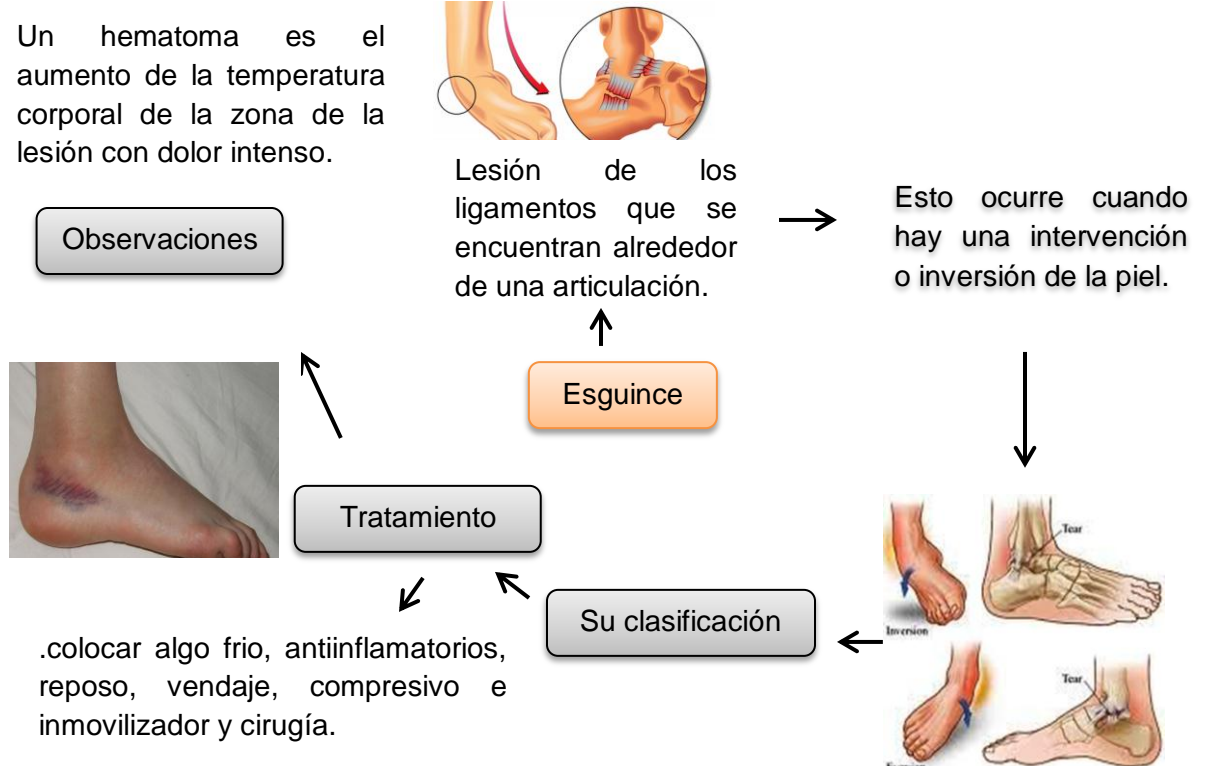 Un hematoma es el
aumento de la temperatura
corporal de la zona de la
lesión con dolor intenso.
Observaciones
Lesión de los
ligamentos que se
encuentran alrededor
de una articulación.
Esto ocurre cuando
hay una intervención
o inversión de la piel.
Esguince
Tratamiento
Su clasificación
.colocar algo frio, antiinflamatorios,
reposo, vendaje, compresivo e
inmovilizador y cirugía.
Tear
Inversion
Tear